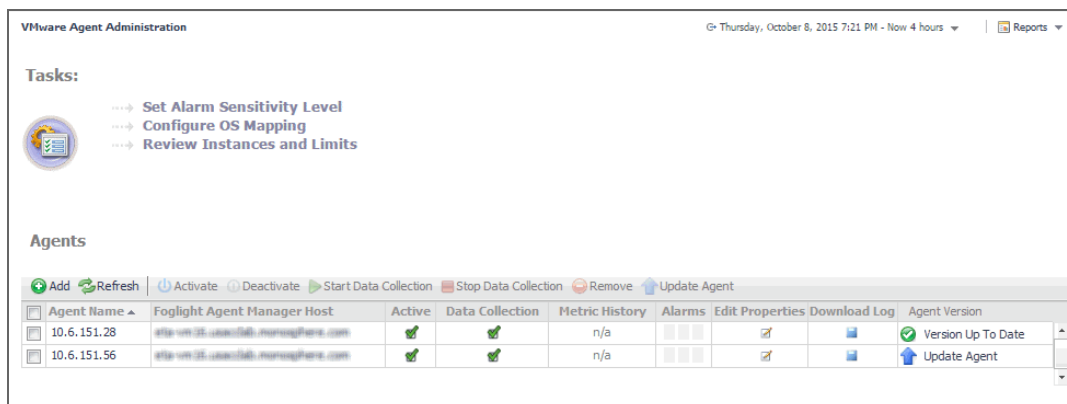 VMware Agent Administration
Thursday, October 8, 2015 7:21 PM - Now 4 hours
Reports
Tasks:
Set Alarm Sensitivity Level
Configure OS Mapping
Review Instances and Limits
Agents
Add Refresh Activate Deactivate Start Data Collection Stop Data Collection Remove Update Agent
Agent Name Foglight Agent Manager Host Active Data Collection Metric History Alarms Edit Properties Download Log Agent Version
10.6.151.28 n/a Version Up To Date
10.6.151.56 n/a Update Agent